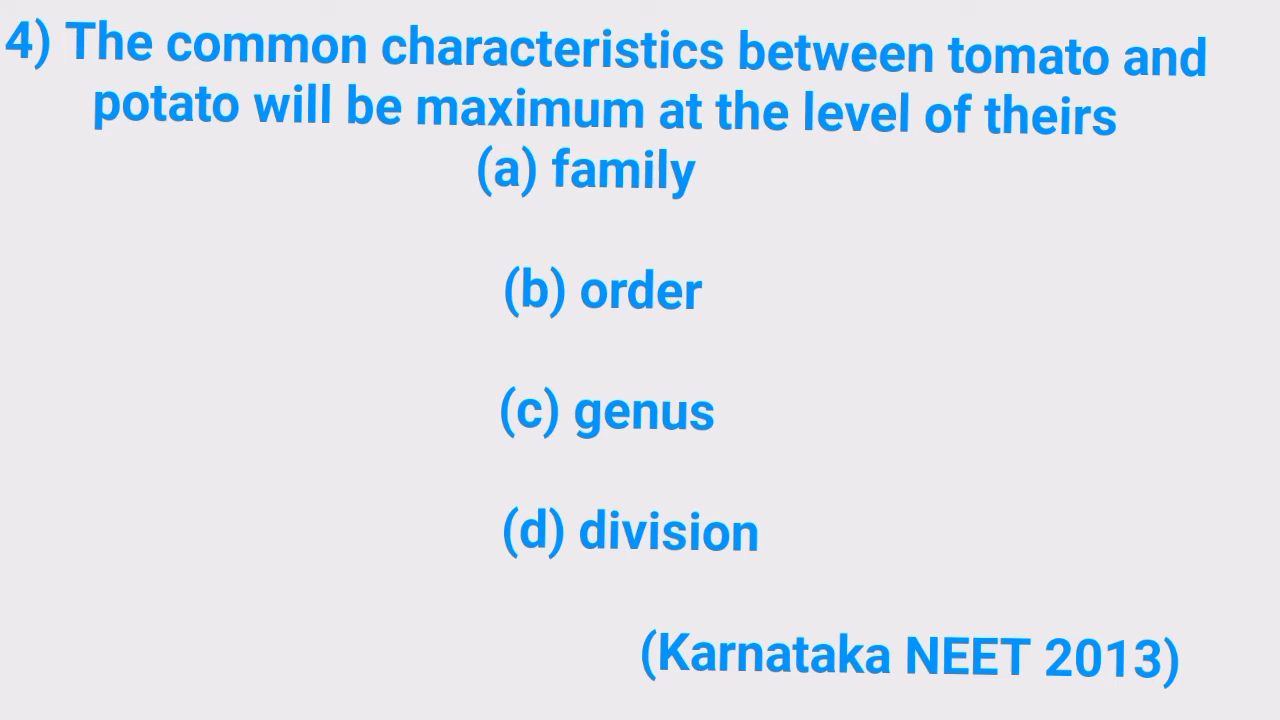 4) The common characteristics between tomato and
potato will be maximum at the level of theirs
(a) family
(b) order
(c) genus
(d) division
(Karnataka NEET 2013)